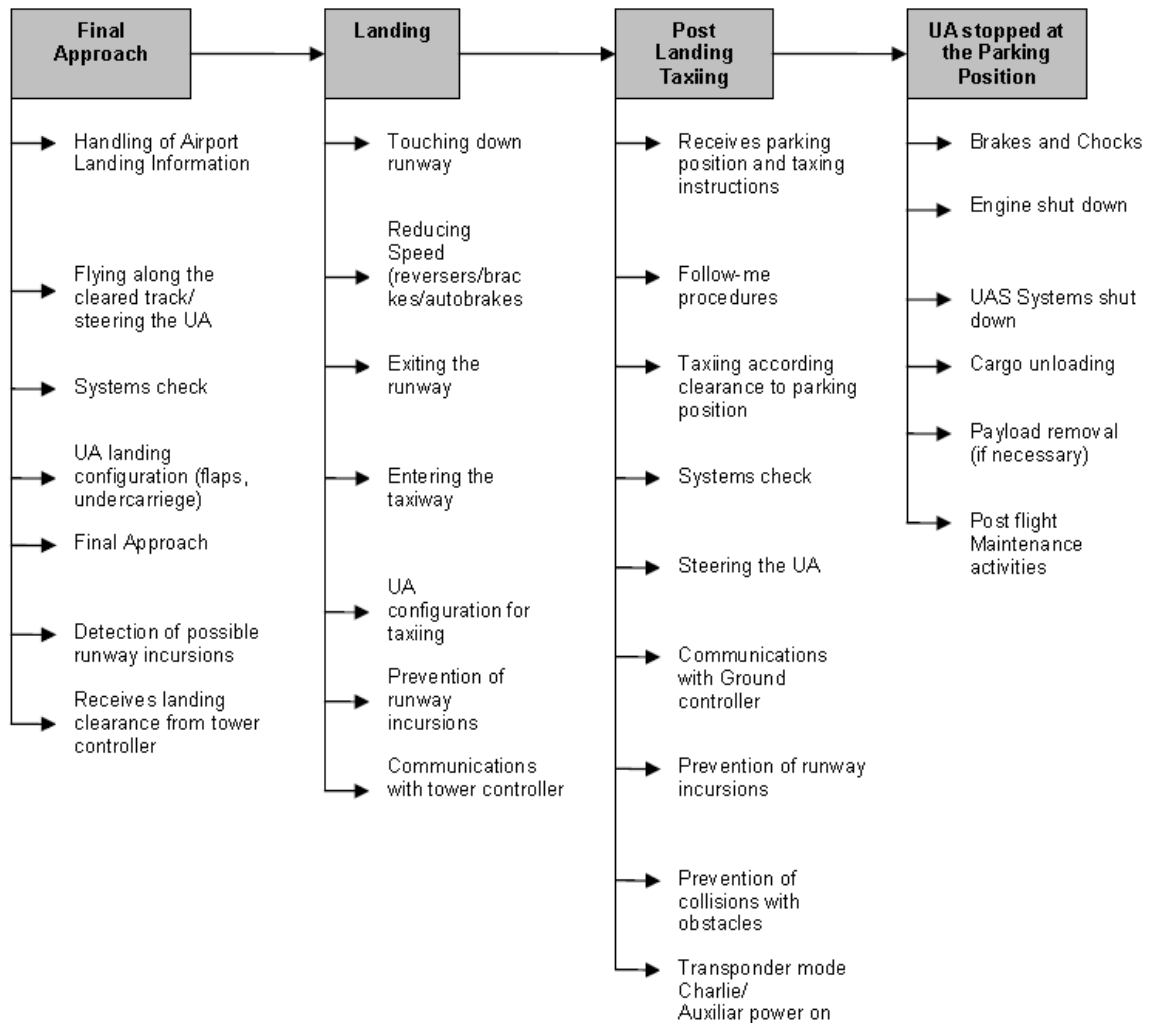 Final
Approach
Landing
Post
Landing
Taxiing
UA stopped at
the Parking
Position
Handling of Airport
Landing Information
Flying along the
cleared track/
steering the UA
Systems check
UA landing
configuration (flaps,
undercarriege)
Final Approach
Detection of possible
runway incursions
Receives landing
clearance from tower
controller
Touching down
runway
Reducing
Speed
(reversers/brac
kes/autobrakes
Exiting the
runway
Entering the
taxiway
UA
configuration for
taxiing
Prevention of
runway
incursions
Communications
with tower controller
Receives parking
position and taxing
instructions
Follow-me
procedures
Taxiing according
clearance to parking
position
Systems check
Steering the UA
Communications
with Ground
controller
Prevention of runway
incursions
Prevention of
collisions with
obstacles
Transponder mode
Charlie/
Auxiliar power on
Brakes and Chocks
Engine shut down
UAS Systems shut
down
Cargo unloading
Payload removal
(if necessary)
Post flight
Maintenance
activities